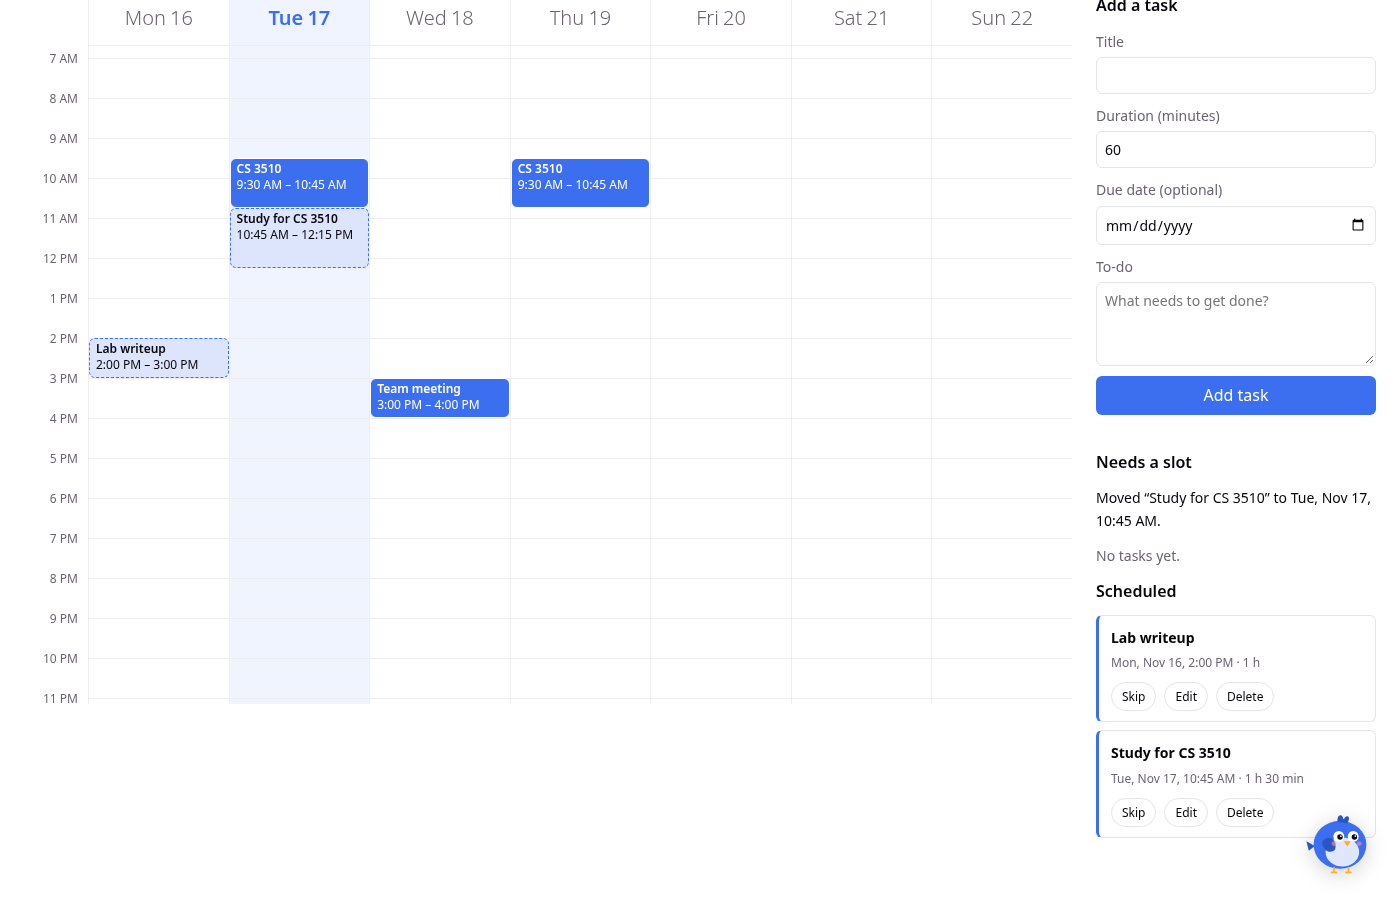 Mon 16
Tue 17
Wed 18
Thu 19
Fri 20
Sat 21
Sun 22
7 AM
8 AM
9 AM
10 AM
11 AM
12 PM
1 PM
2 PM
3 PM
4 PM
5 PM
6 PM
7 PM
8 PM
9 PM
10 PM
11 PM
Lab writeup
2:00 PM – 3:00 PM
CS 3510
9:30 AM – 10:45 AM
Study for CS 3510
10:45 AM – 12:15 PM
Team meeting
3:00 PM – 4:00 PM
CS 3510
9:30 AM – 10:45 AM
Add a task
Title
Duration (minutes)
60
Due date (optional)
mm/dd/yyyy
To-do
What needs to get done?
Add task
Needs a slot
Moved “Study for CS 3510” to Tue, Nov 17,
10:45 AM.
No tasks yet.
Scheduled
Lab writeup
Mon, Nov 16, 2:00 PM · 1 h
Skip Edit Delete
Study for CS 3510
Tue, Nov 17, 10:45 AM · 1 h 30 min
Skip Edit Delete